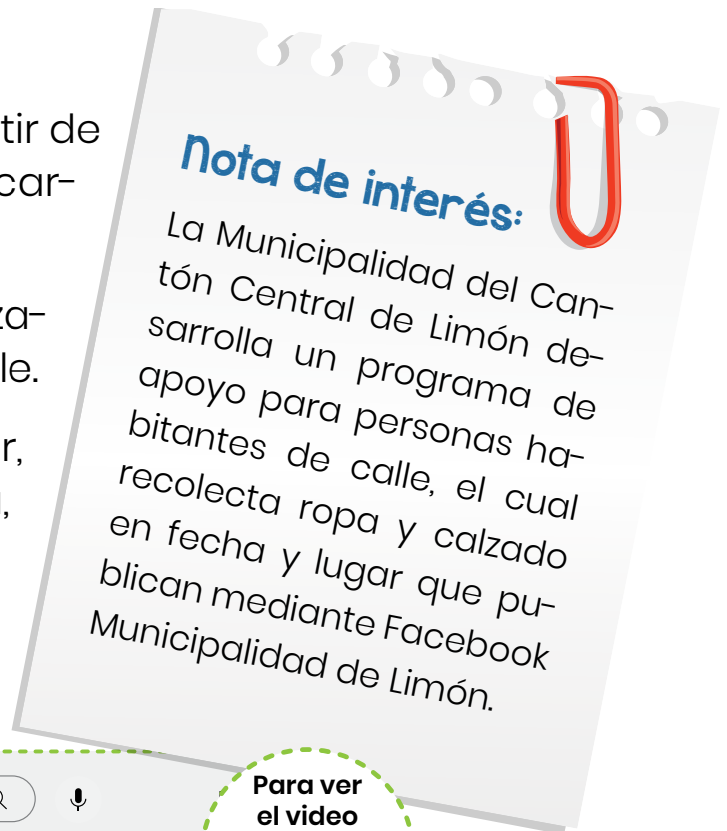 tir de
car-
za-
le.
r,
,
Nota de interés:
La Municipalidad del Can-
tón Central de Limón de-
sarrolla un programa de
apoyo para personas ha-
bitantes de calle, el cual
recolecta ropa y calzado
en fecha y lugar que pu-
blican mediante Facebook
Municipalidad de Limón.
Para ver
el video